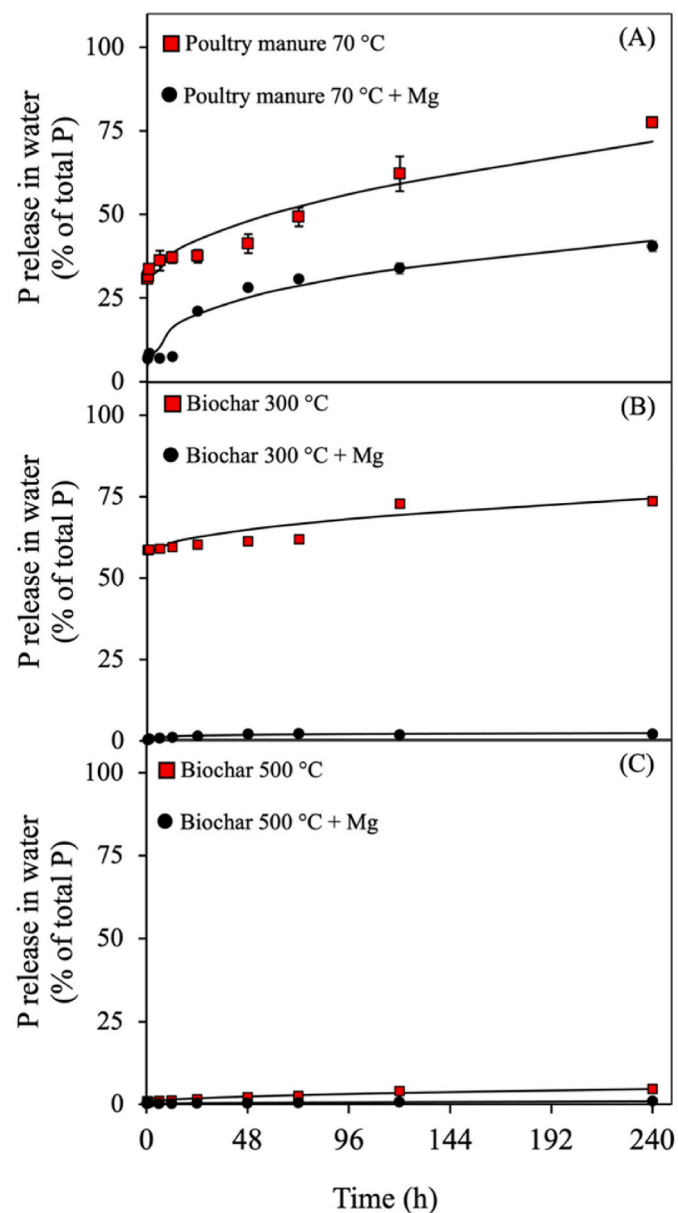 (A)
Poultry manure 70 °C
Poultry manure 70 °C + Mg
P release in water
(% of total P)
100
75
50
25
0
(B)
Biochar 300 °C
Biochar 300 °C + Mg
P release in water
(% of total P)
100
75
50
25
0
(C)
Biochar 500 °C
Biochar 500 °C + Mg
P release in water
(% of total P)
100
75
50
25
0
0 48 96 144 192 240
Time (h)